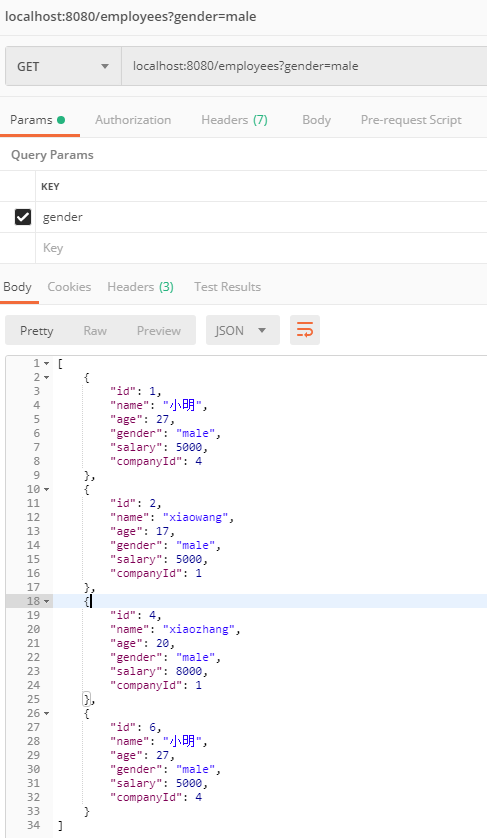 localhost:8080/employees?gender=male
GET localhost:8080/employees?gender=male
Params Authorization Headers (7) Body Pre-request Script
Query Params
KEY
gender
Key
Body Cookies Headers (3) Test Results
Pretty Raw Preview JSON
1 [
2 {
3 "id": 1,
4 "name": "小明",
5 "age": 27,
6 "gender": "male",
7 "salary": 5000,
8 "companyId": 4
9 },
10 {
11 "id": 2,
12 "name": "xiaowang",
13 "age": 17,
14 "gender": "male",
15 "salary": 5000,
16 "companyId": 1
17 },
18 {
19 "id": 4,
20 "name": "xiaozhang",
21 "age": 20,
22 "gender": "male",
23 "salary": 8000,
24 "companyId": 1
25 },
26 {
27 "id": 6,
28 "name": "小明",
29 "age": 27,
30 "gender": "male",
31 "salary": 5000,
32 "companyId": 4
33 }
34 ]